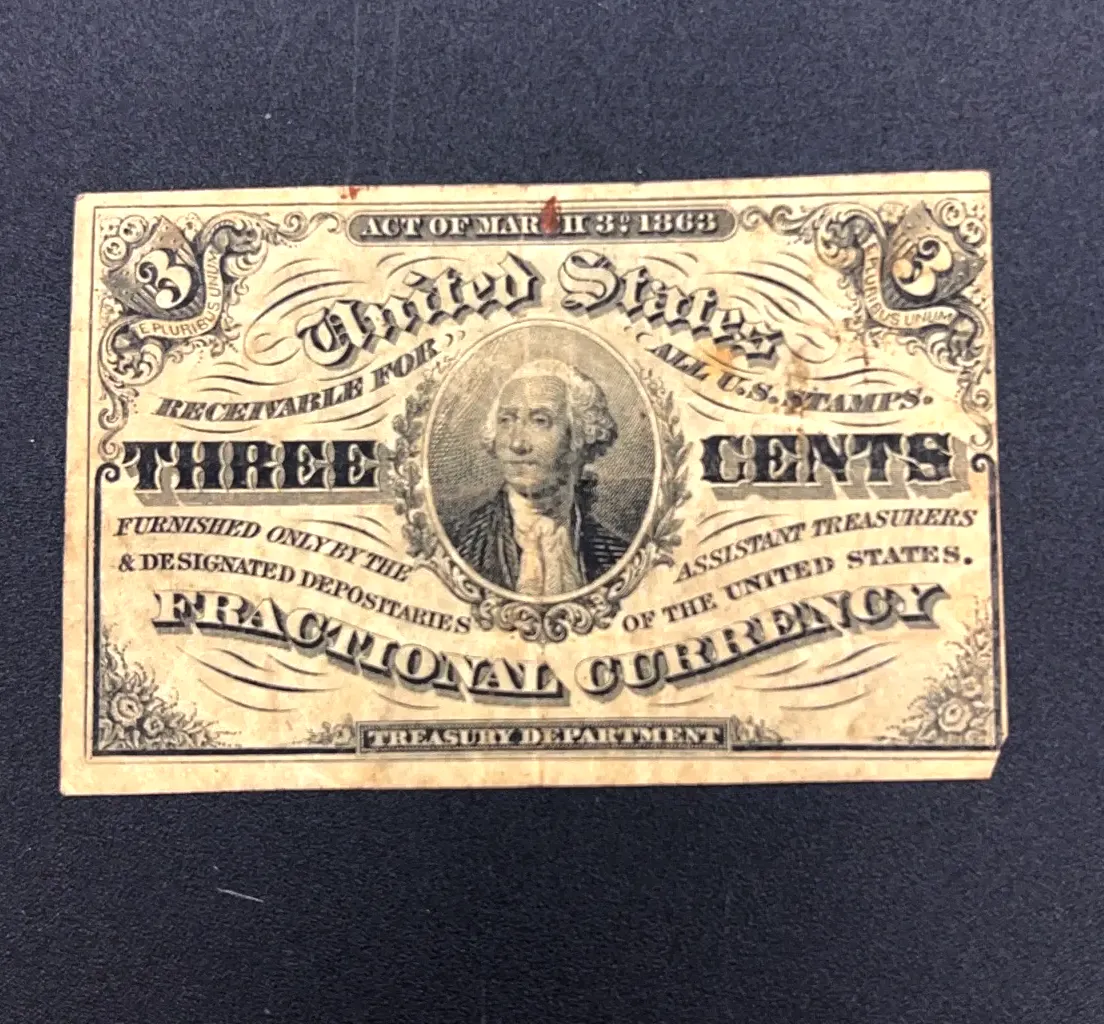 ACT OF MARCH 3ᴰ 1863
3
3
E PLURIBUS UNUM
E PLURIBUS UNUM
United States
RECEIVABLE FOR
ALL U.S. STAMPS.
THREE
CENTS
FURNISHED ONLY BY THE
ASSISTANT TREASURERS
& DESIGNATED DEPOSITARIES
OF THE UNITED STATES.
FRACTIONAL CURRENCY
TREASURY DEPARTMENT